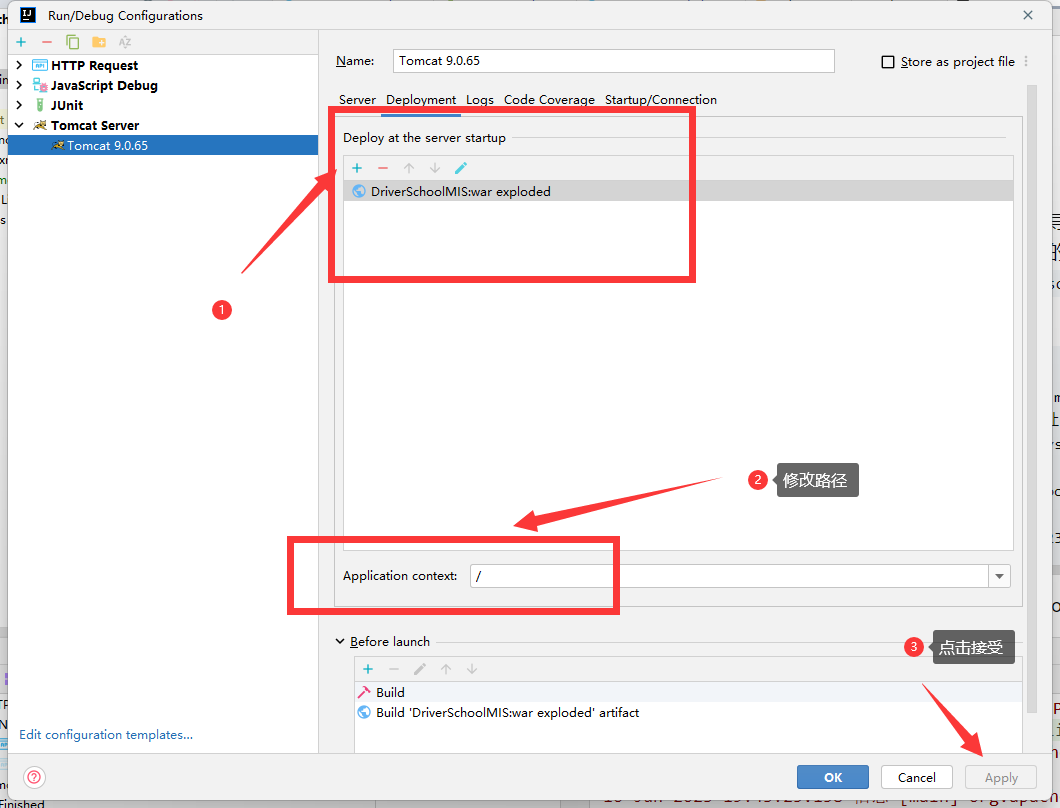 Run/Debug Configurations
HTTP Request
JavaScript Debug
JUnit
Tomcat Server
Tomcat 9.0.65
Edit configuration templates...
Name: Tomcat 9.0.65
Store as project file
Server Deployment Logs Code Coverage Startup/Connection
Deploy at the server startup
DriverSchoolMIS:war exploded
1
2 修改路径
Application context: /
Before launch
3 点击接受
Build
Build 'DriverSchoolMIS:war exploded' artifact
? OK Cancel Apply
Finished